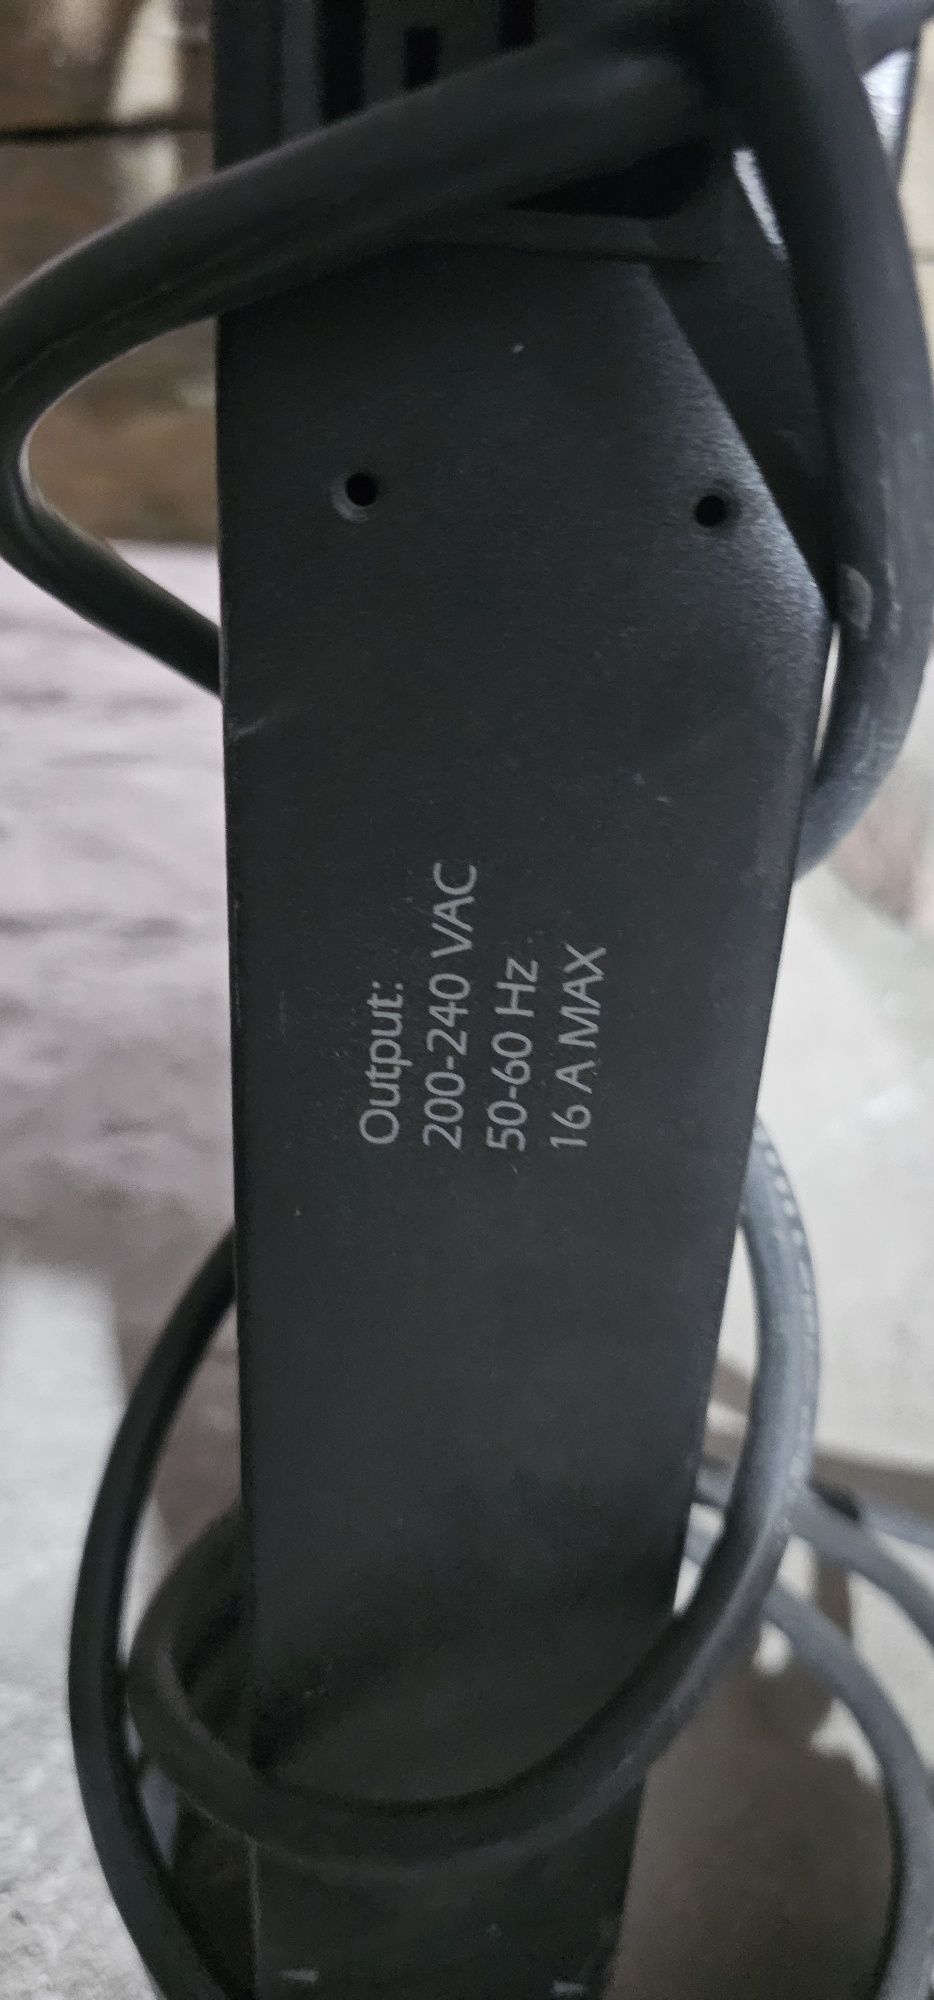 Output:
200-240 VAC
50-60 Hz
16 A MAX